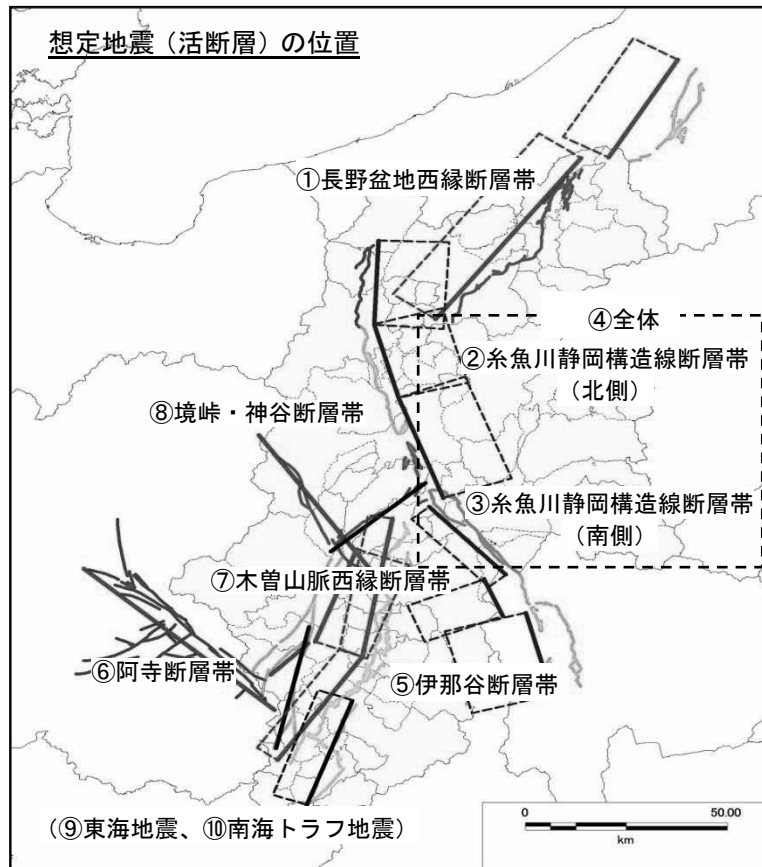 想定地震（活断層）の位置
①長野盆地西縁断層帯
④全体
②糸魚川静岡構造線断層帯
（北側）
⑧境峠・神谷断層帯
③糸魚川静岡構造線断層帯
（南側）
⑦木曽山脈西縁断層帯
⑥阿寺断層帯
⑤伊那谷断層帯
（⑨東海地震、⑩南海トラフ地震）
0 50.00
km